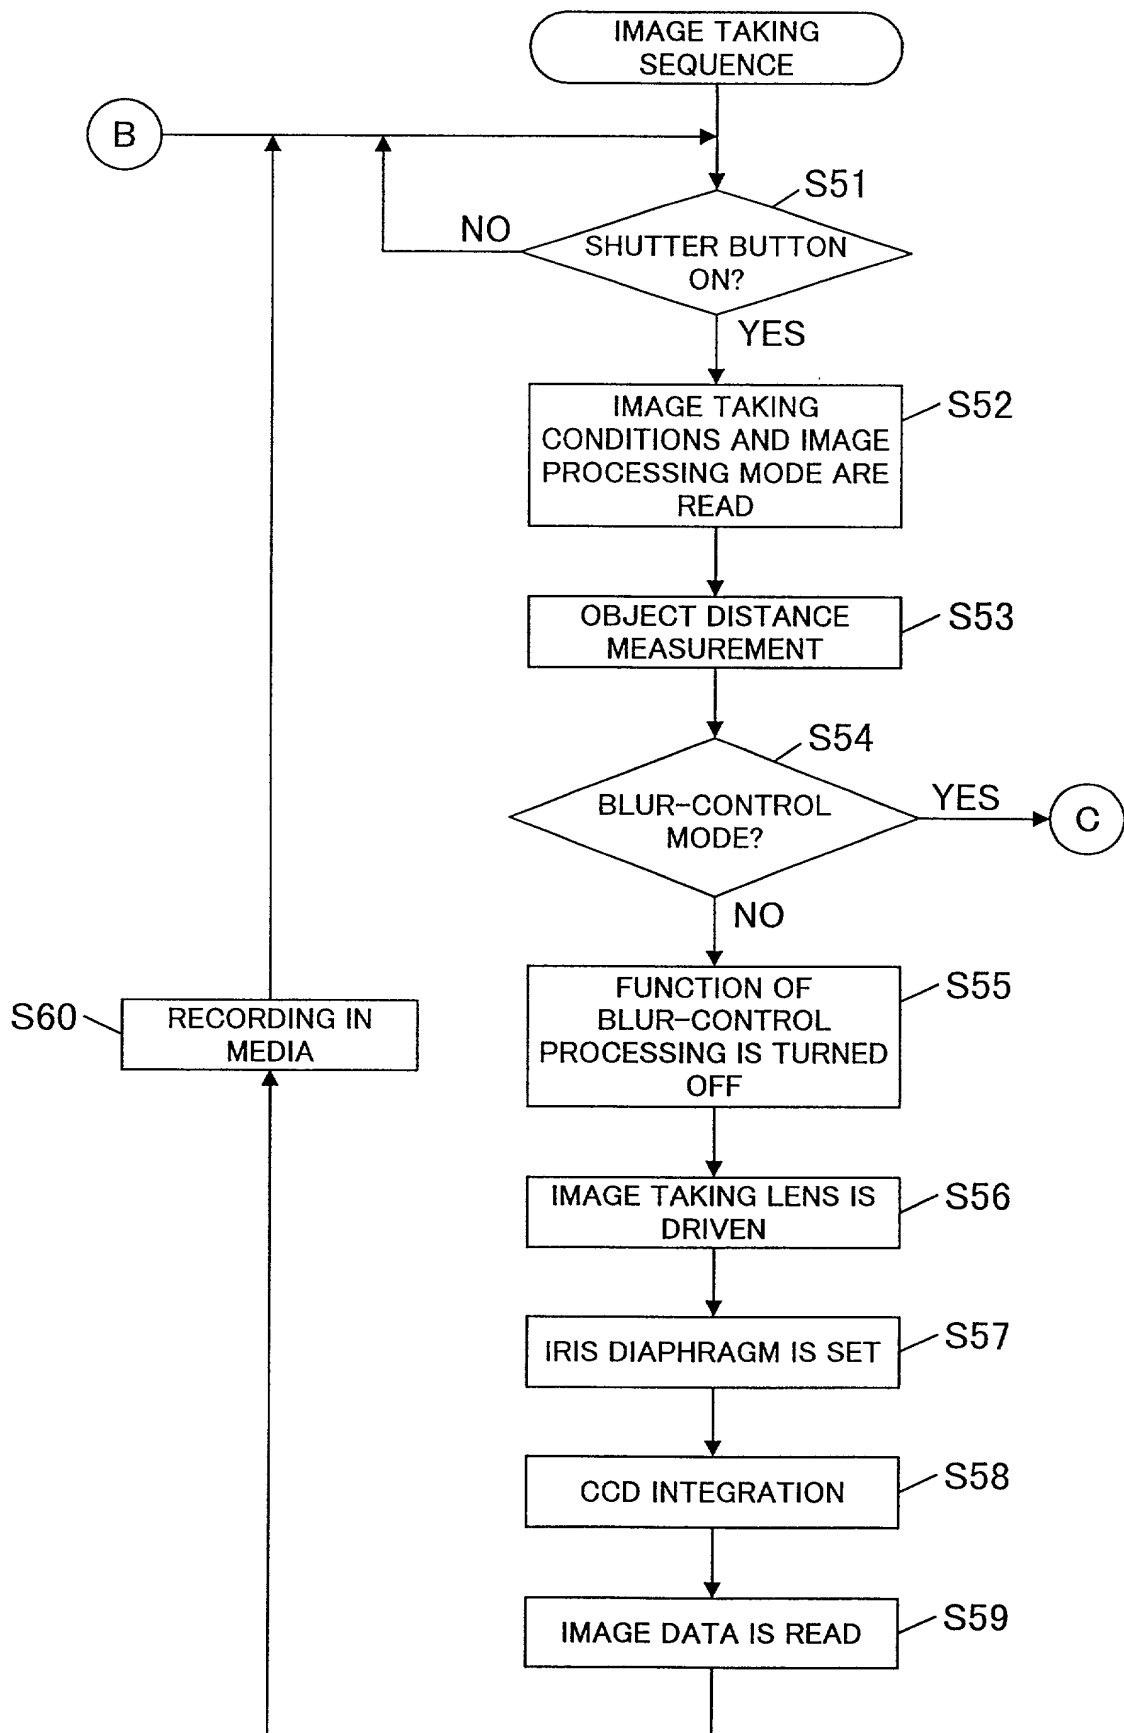 IMAGE TAKING
SEQUENCE
B
S51
NO
SHUTTER BUTTON
ON?
YES
IMAGE TAKING
CONDITIONS AND IMAGE
PROCESSING MODE ARE
READ
S52
OBJECT DISTANCE
MEASUREMENT
S53
S54
BLUR-CONTROL
MODE?
YES
C
NO
FUNCTION OF
BLUR-CONTROL
PROCESSING IS TURNED
OFF
S55
S60
RECORDING IN
MEDIA
IMAGE TAKING LENS IS
DRIVEN
S56
IRIS DIAPHRAGM IS SET
S57
CCD INTEGRATION
S58
IMAGE DATA IS READ
S59